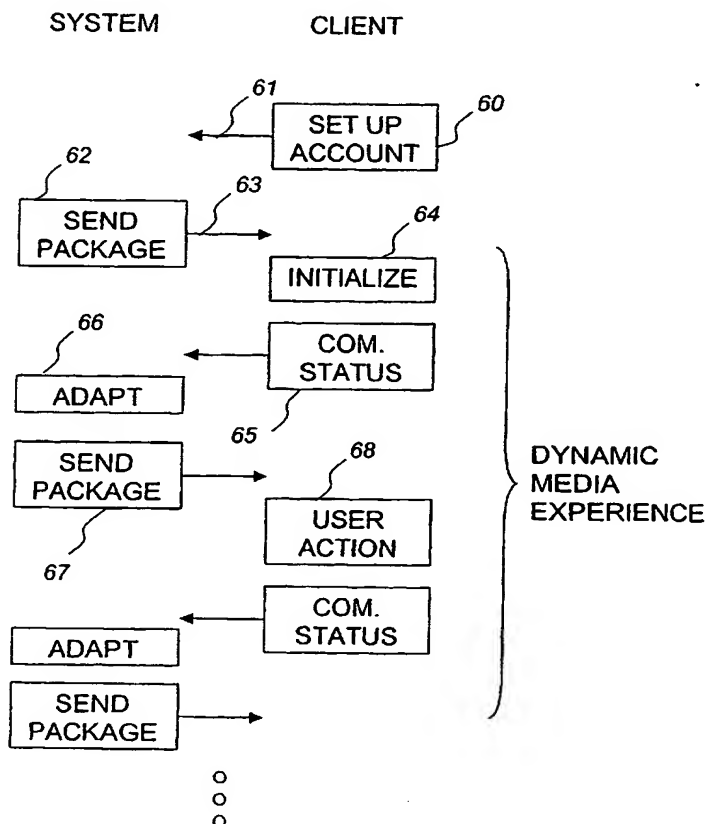 SYSTEM CLIENT
61
60
SET UP
ACCOUNT
62
63
SEND
PACKAGE
64
INITIALIZE
66
COM.
STATUS
ADAPT
65
68
SEND
PACKAGE
DYNAMIC
MEDIA
EXPERIENCE
USER
ACTION
67
COM.
STATUS
ADAPT
SEND
PACKAGE